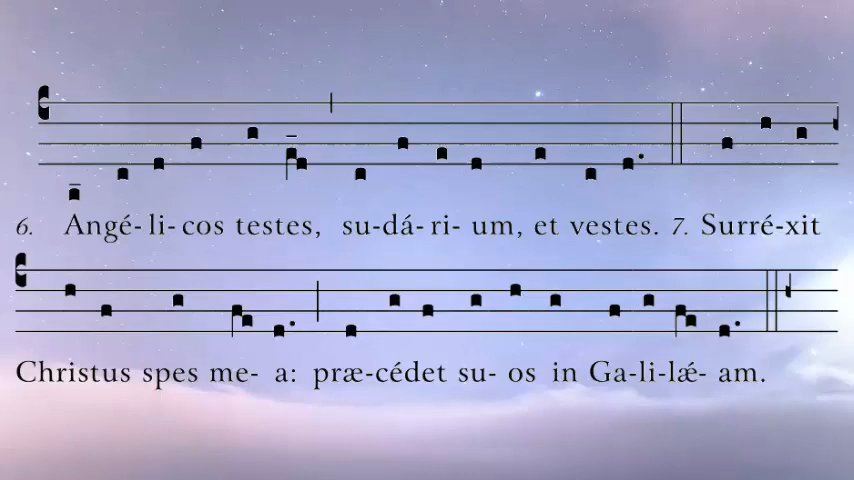 6. Angé-li-cos testes, su-dá-ri-um, et vestes. 7. Surré-xit
Christus spes me-a: præ-cédet su-os in Ga-li-lǽ-am.